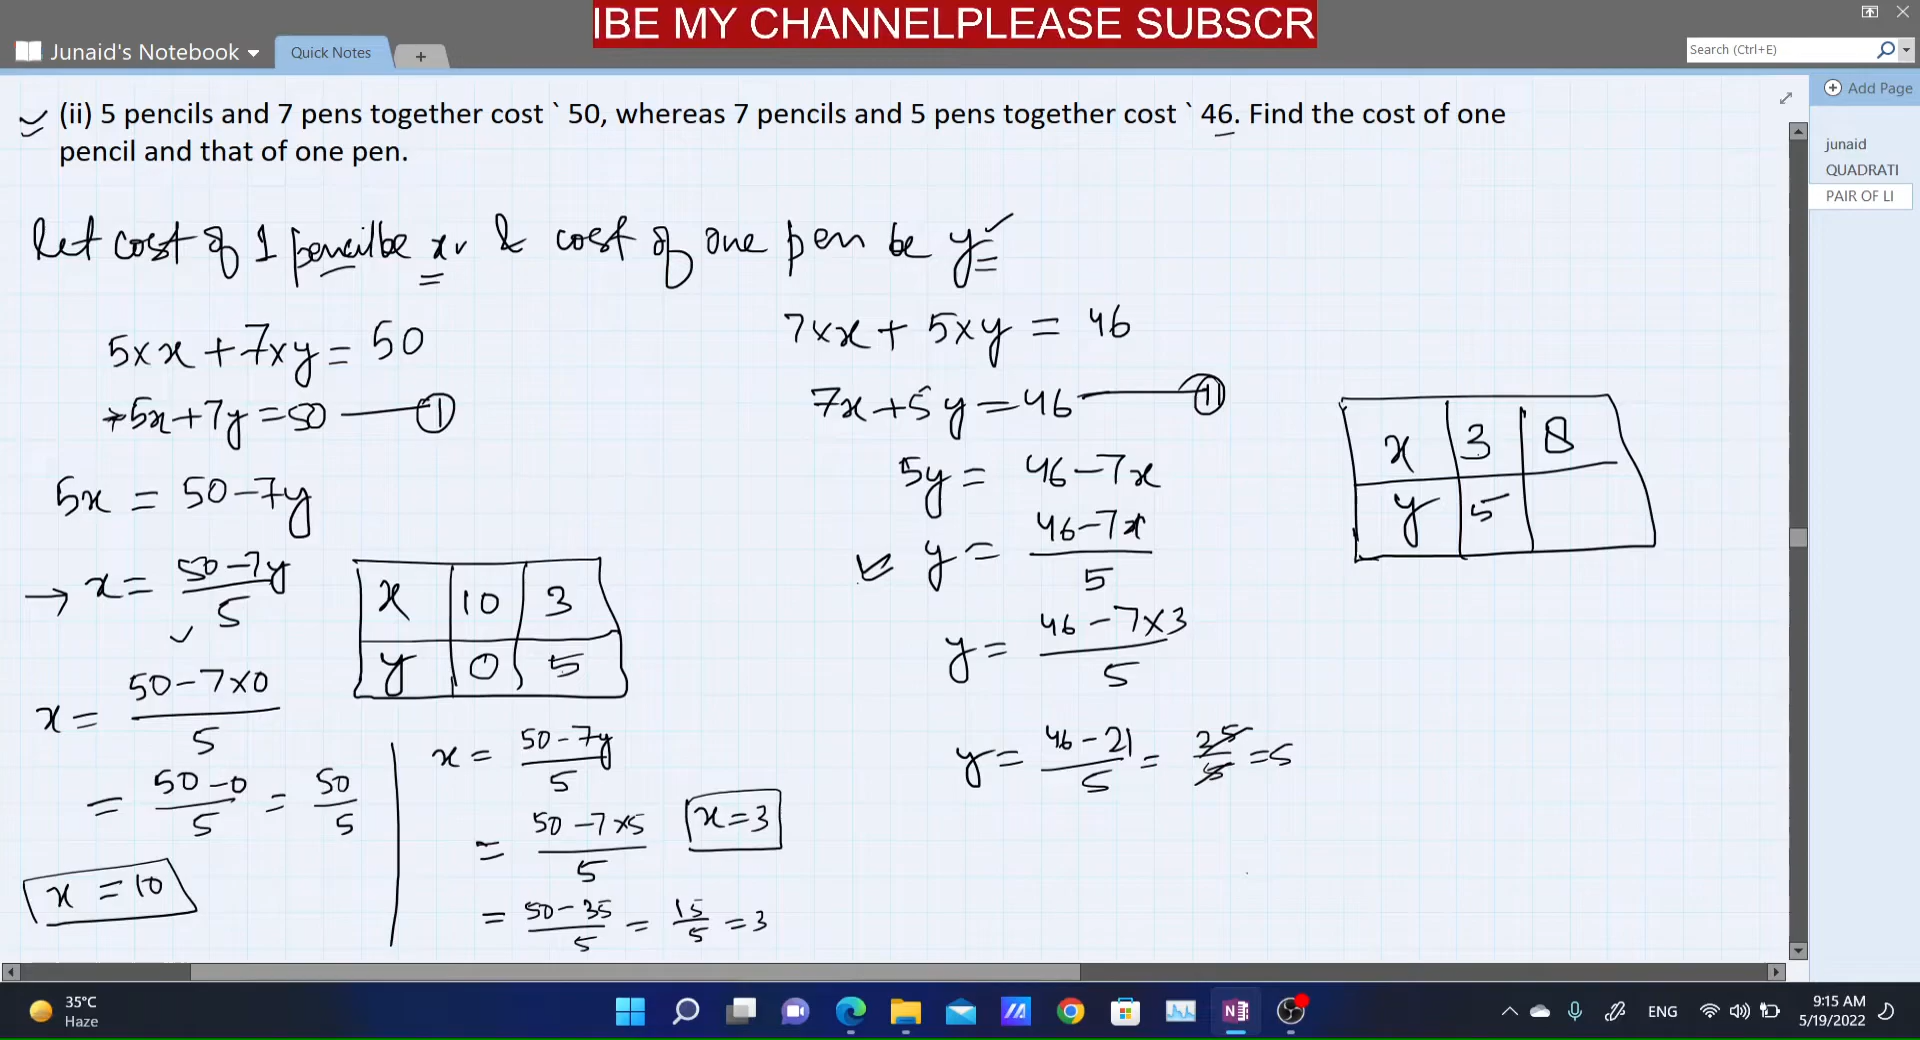 IBE MY CHANNELPLEASE SUBSCR
Junaid's Notebook
Quick Notes
+
Search (Ctrl+E)
Add Page
junaid
QUADRATI
PAIR OF LI
(ii) 5 pencils and 7 pens together cost ` 50, whereas 7 pencils and 5 pens together cost ` 46. Find the cost of one
pencil and that of one pen.
Let cost of 1 pencil be x & cost of one pen be y
5×x + 7×y = 50
5x + 7y = 50 —— ①
5x = 50 - 7y
→ x = (50 - 7y)/5
x = (50 - 7×0)/5
= (50 - 0)/5 = 50/5
x = 10
x | 10 | 3
y | 0 | 5
x = (50 - 7y)/5
= (50 - 7×5)/5
x = 3
= (50 - 35)/5 = 15/5 = 3
7×x + 5×y = 46
7x + 5y = 46 —— ⑪
5y = 46 - 7x
y = (46 - 7x)/5
y = (46 - 7×3)/5
y = (46 - 21)/5 = 25/5 = 5
x | 3 | 8
y | 5 |
35°C
Haze
ENG
9:15 AM
5/19/2022